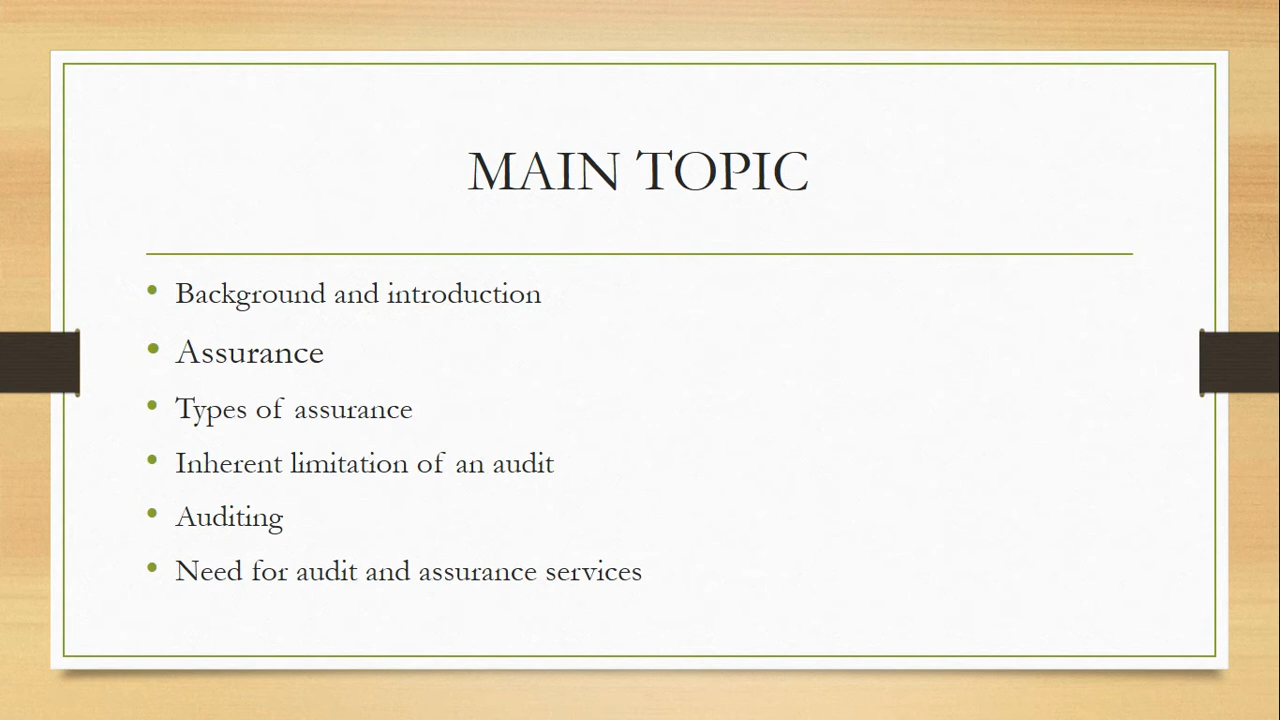 MAIN TOPIC
• Background and introduction
• Assurance
• Types of assurance
• Inherent limitation of an audit
• Auditing
• Need for audit and assurance services